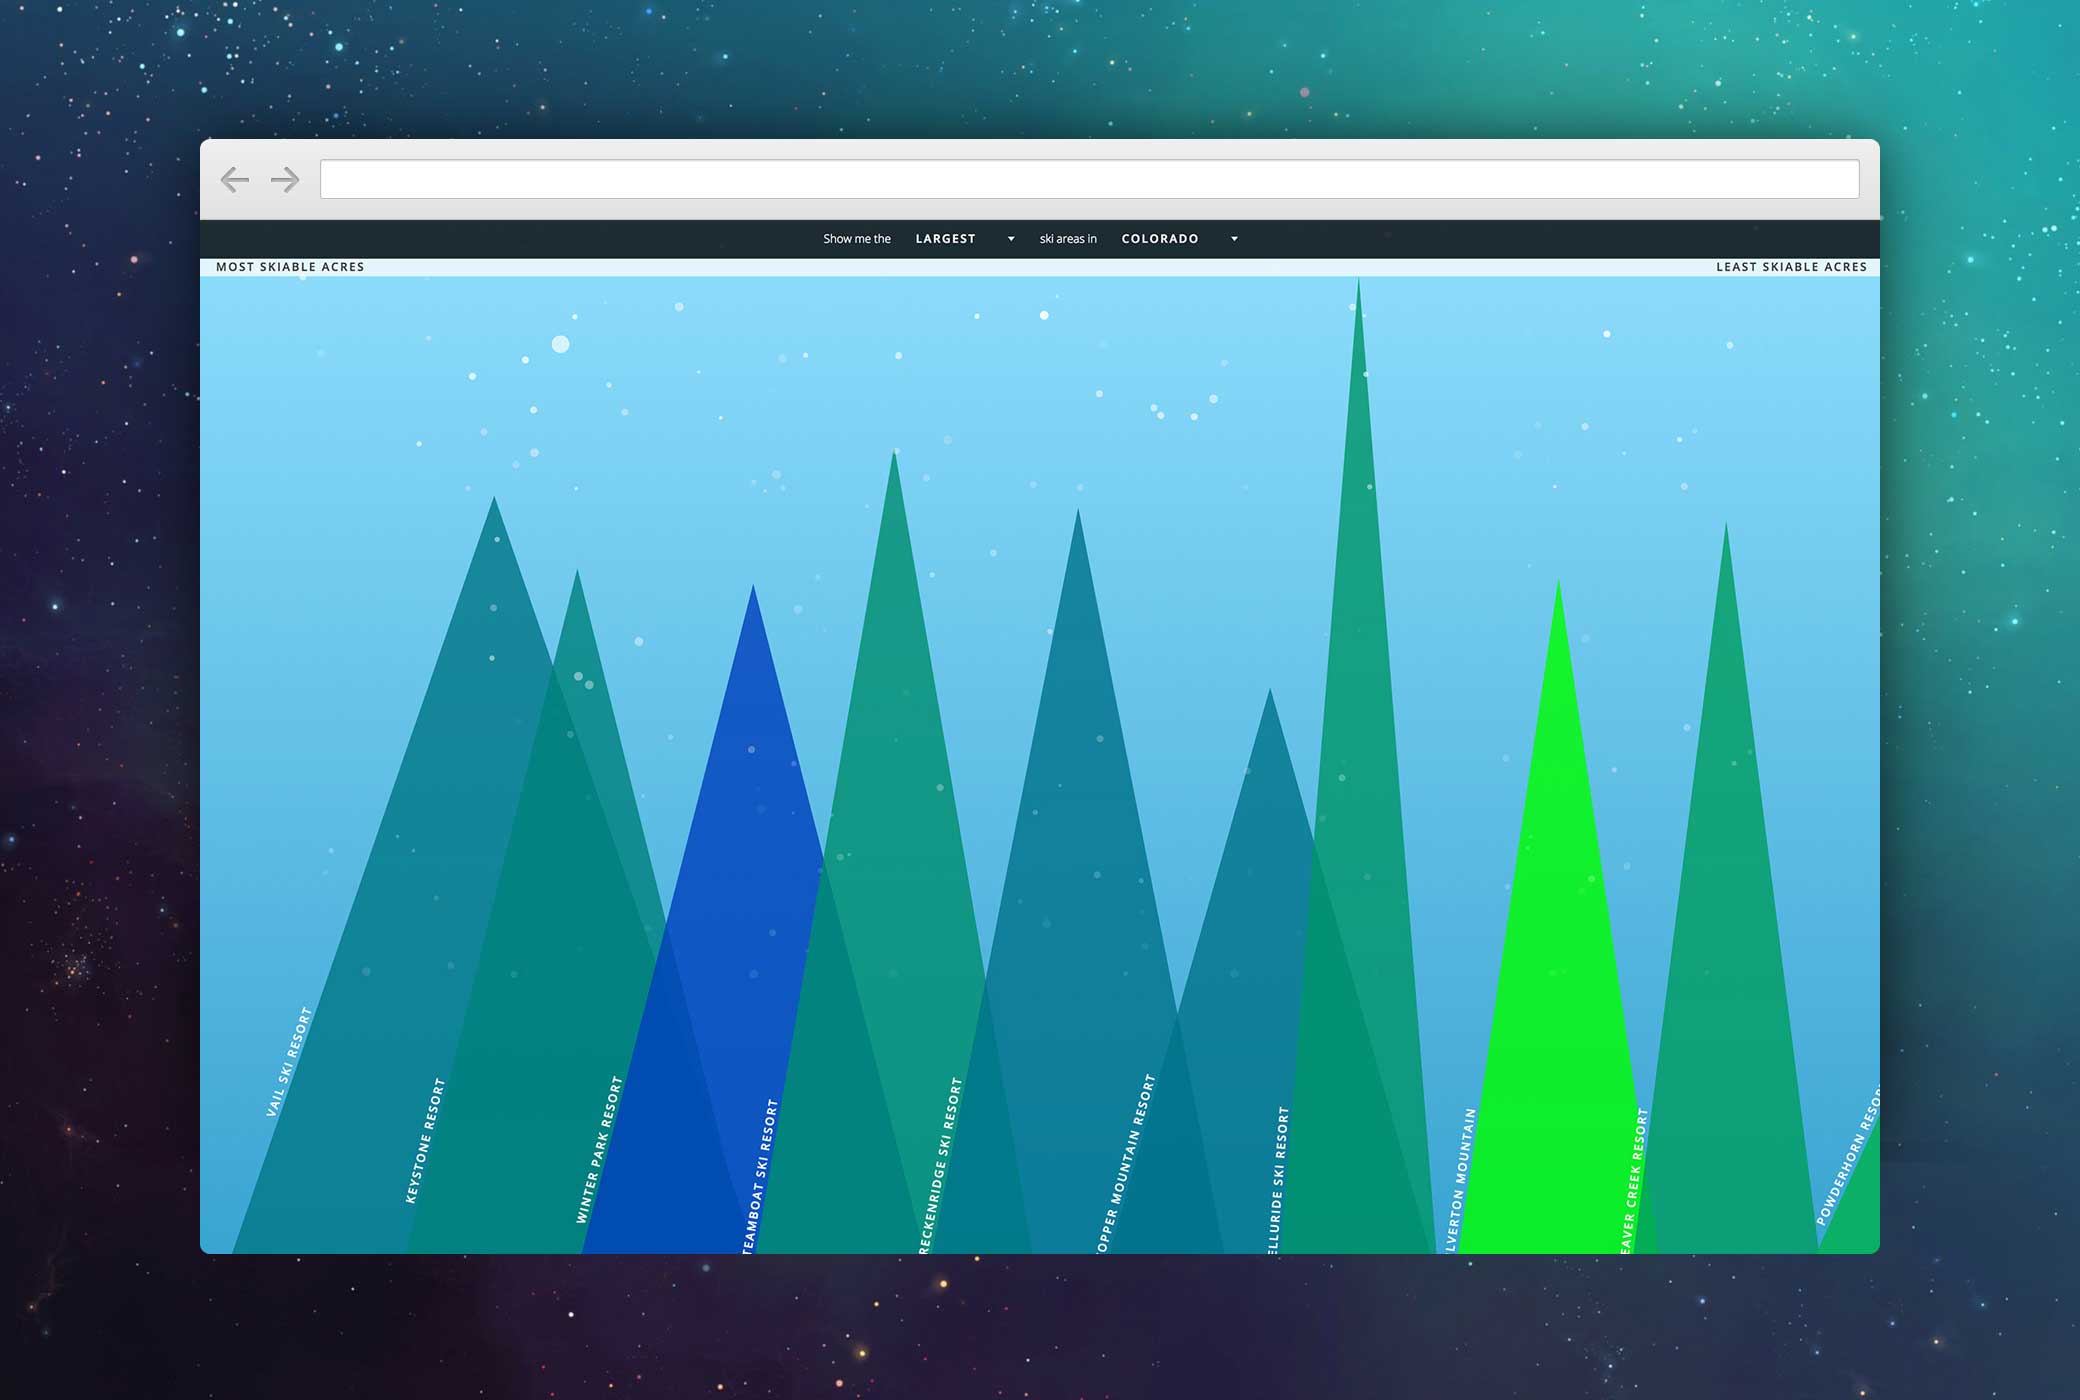 Show me the LARGEST ski areas in COLORADO
MOST SKIABLE ACRES
LEAST SKIABLE ACRES
VAIL SKI RESORT
KEYSTONE RESORT
WINTER PARK RESORT
TEAMBOAT SKI RESORT
RECKENRIDGE SKI RESORT
OPPER MOUNTAIN RESORT
ELLURIDE SKI RESORT
LVERTON MOUNTAIN
EAVER CREEK RESORT
POWDERHORN RESOR